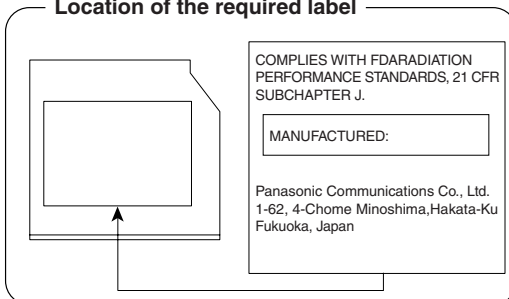 Location of the required label
COMPLIES WITH FDARADIATION
PERFORMANCE STANDARDS, 21 CFR
SUBCHAPTER J.
MANUFACTURED:
Panasonic Communications Co., Ltd.
1-62, 4-Chome Minoshima,Hakata-Ku
Fukuoka, Japan